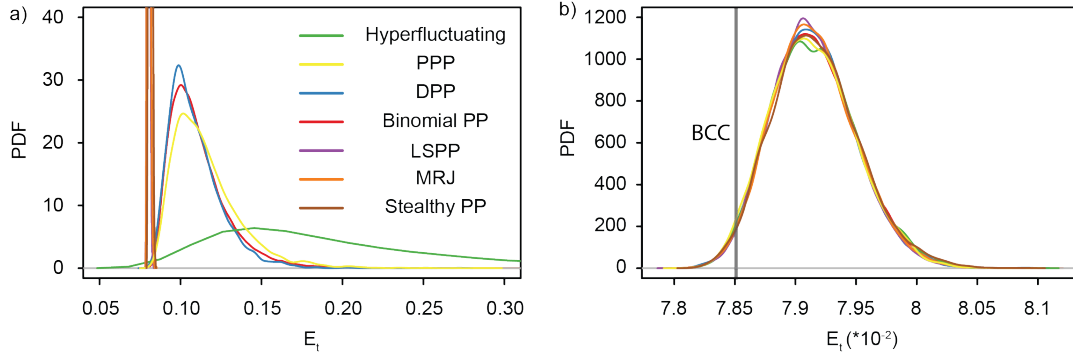 a)
40
30
20
10
0
PDF
0.05 0.10 0.15 0.20 0.25 0.30
Et
Hyperfluctuating
PPP
DPP
Binomial PP
LSPP
MRJ
Stealthy PP
b)
1200
1000
800
600
400
200
0
PDF
BCC
7.8 7.85 7.9 7.95 8 8.05 8.1
Et (*10-2)